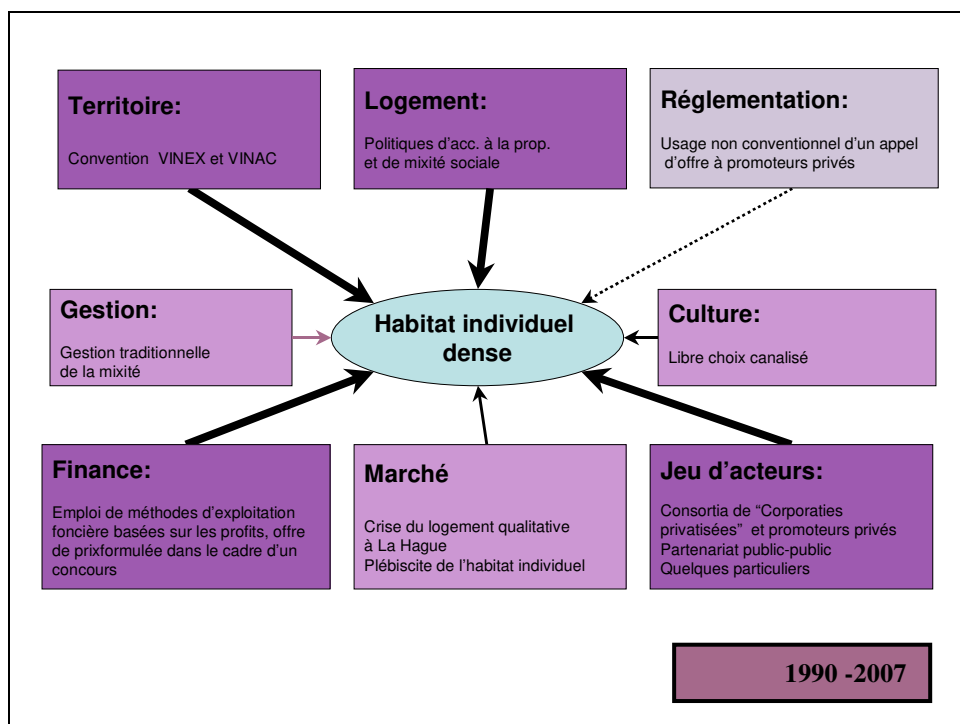 Territoire:
Convention VINEX et VINAC
Logement:
Politiques d'acc. à la prop.
et de mixité sociale
Réglementation:
Usage non conventionnel d'un appel
d'offre à promoteurs privés
Gestion:
Gestion traditionnelle
de la mixité
Habitat individuel
dense
Culture:
Libre choix canalisé
Finance:
Emploi de méthodes d'exploitation
foncière basées sur les profits, offre
de prixformulée dans le cadre d'un
concours
Marché
Crise du logement qualitative
à La Hague
Plébiscite de l'habitat individuel
Jeu d'acteurs:
Consortia de “Corporaties
privatisées” et promoteurs privés
Partenariat public-public
Quelques particuliers
1990 -2007